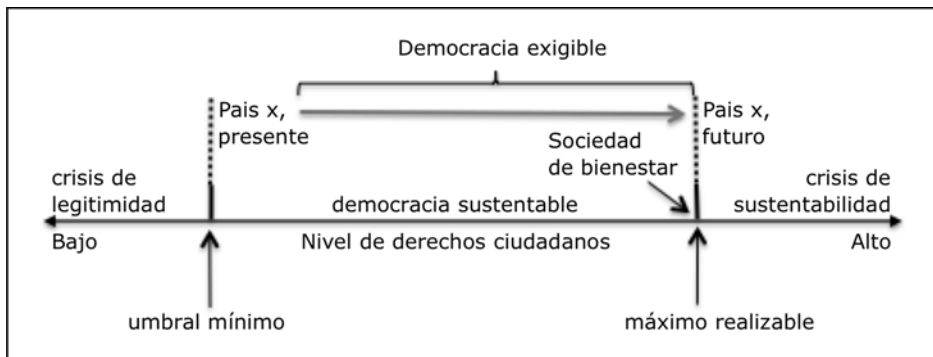 Democracia exigible
Pais x,
presente
Pais x,
futuro
Sociedad
de bienestar
crisis de
legitimidad
democracia sustentable
crisis de
sustentabilidad
Bajo
Nivel de derechos ciudadanos
Alto
umbral mínimo
máximo realizable